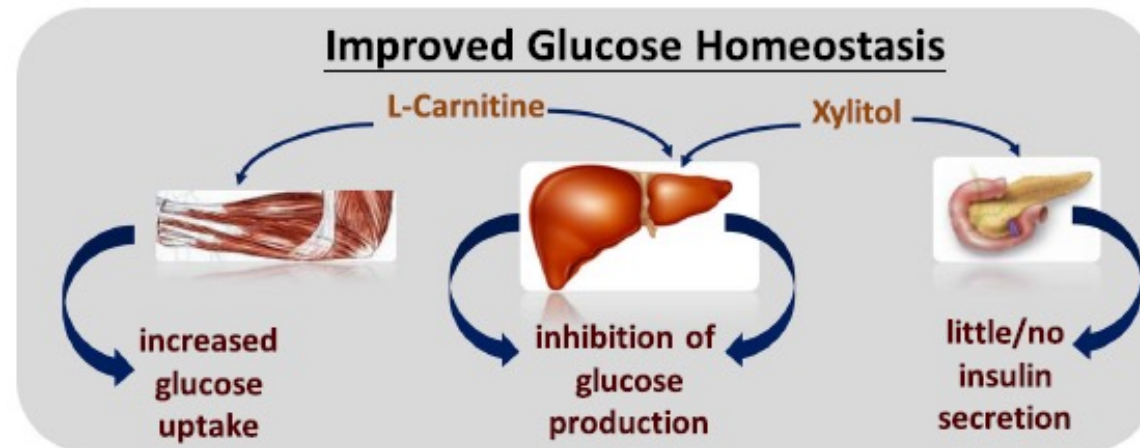 Improved Glucose Homeostasis
L-Carnitine
Xylitol
increased
glucose
uptake
inhibition of
glucose
production
little/no
insulin
secretion